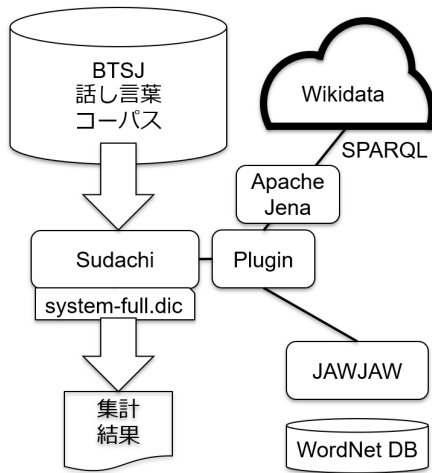 BTSJ
話し言葉
コーパス
Wikidata
SPARQL
Apache
Jena
Sudachi
Plugin
system-full.dic
JAWJAW
集計
結果
WordNet DB